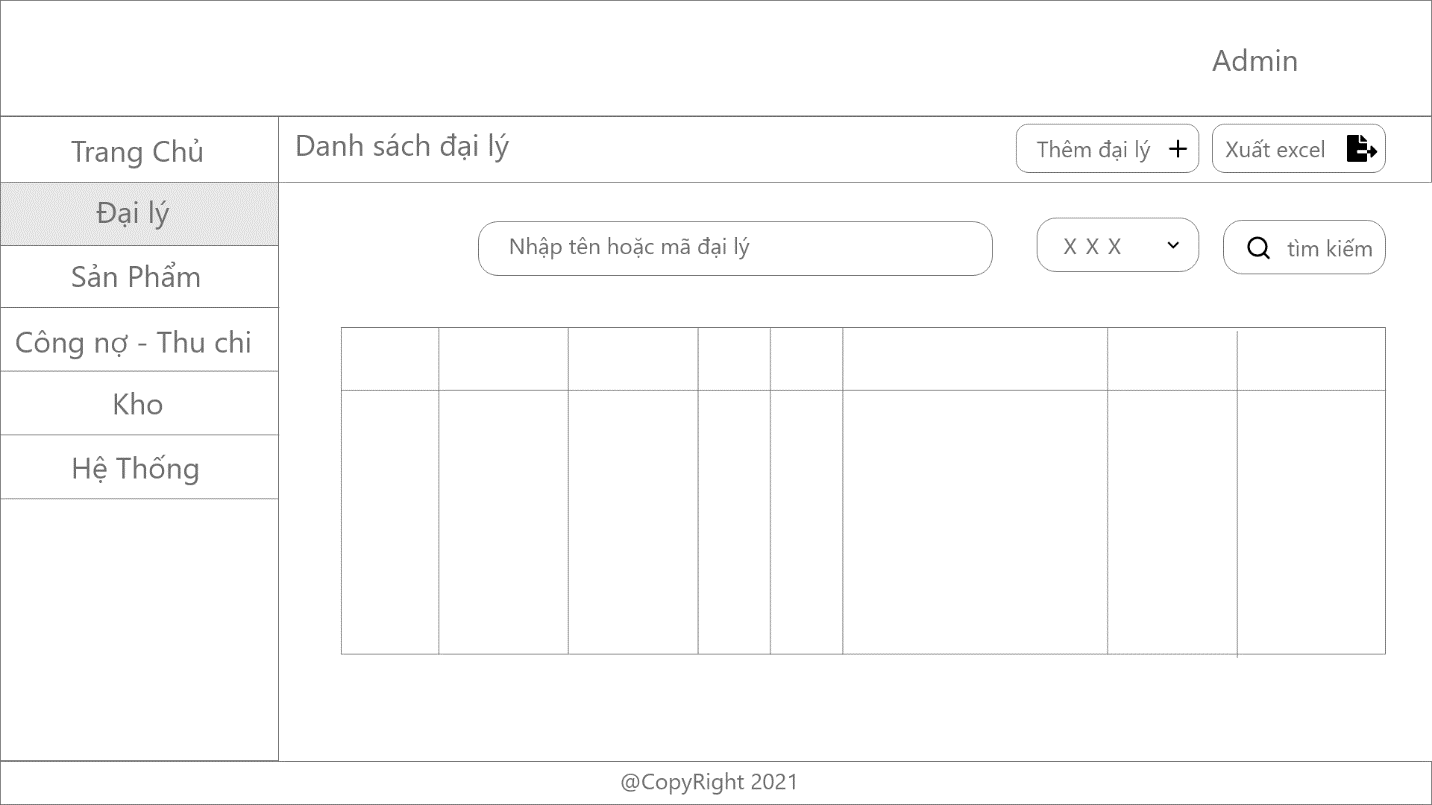 Admin
Trang Chủ
Danh sách đại lý
Thêm đại lý
Xuất excel
Đại lý
Nhập tên hoặc mã đại lý
X X X
tìm kiếm
Sản Phẩm
Công nợ - Thu chi
Kho
Hệ Thống
@CopyRight 2021